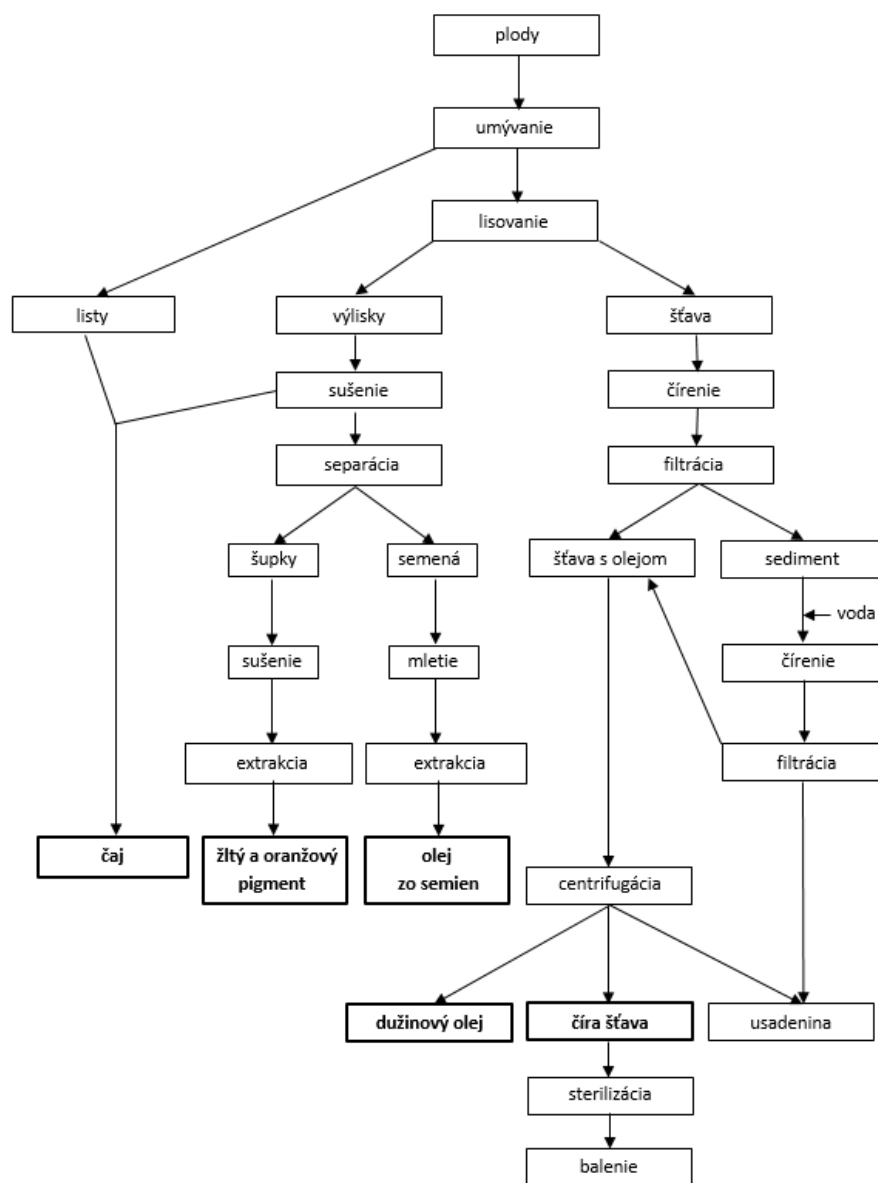 plody
umývanie
lisovanie
listy
výlisky
šťava
sušenie
čírenie
separácia
filtrácia
šupky
semená
šťava s olejom
sediment
voda
sušenie
mletie
čírenie
extrakcia
extrakcia
filtrácia
čaj
žltý a oranžový
pigment
olej
zo semien
centrifugácia
dužinový olej
číra šťava
usadenina
sterilizácia
balenie